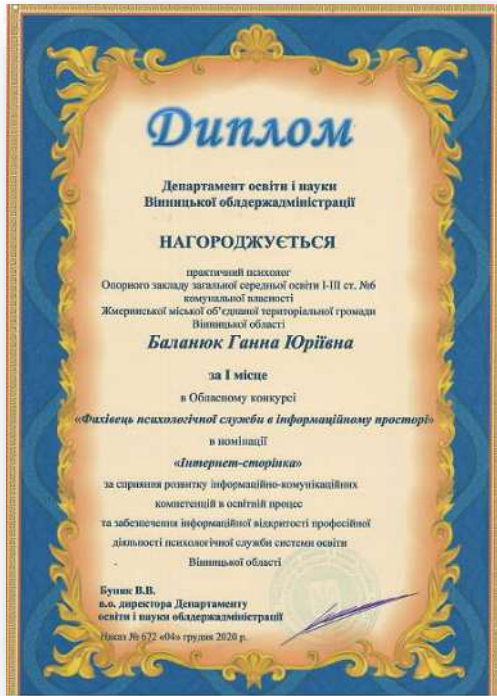 Диплом
Департамент освіти і науки
Вінницької облдержадміністрації
НАГОРОДЖУЄТЬСЯ
практичний психолог
Опорного закладу загальної середньої освіти І-ІІІ ст. №6
комунальної власності
Жмеринської міської об’єднаної територіальної громади
Вінницької області
Баланюк Ганна Юріївна
за І місце
в Обласному конкурсі
«Фахівець психологічної служби в інформаційному просторі»
в номінації
«Інтернет-сторінка»
за сприяння розвитку інформаційно-комунікаційних
компетенцій в освітній процес
та забезпечення інформаційної відкритості професійної
діяльності психологічної служби системи освіти
Вінницької області
Буняк В.В.
в.о. директора Департаменту
освіти і науки облдержадміністрації
Наказ № 672 «04» грудня 2020 р.